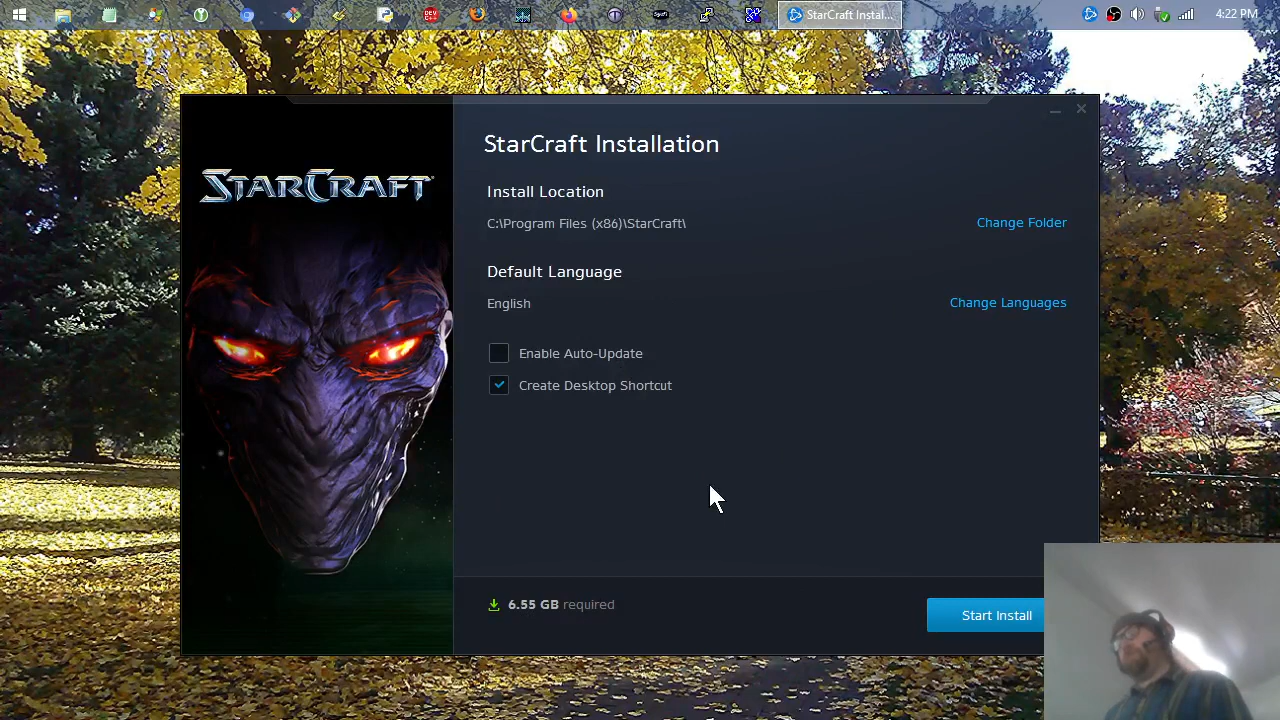 StarCraft Instal...
4:22 PM
STARCRAFT
StarCraft Installation
Install Location
C:\Program Files (x86)\StarCraft\
Change Folder
Default Language
English
Change Languages
Enable Auto-Update
Create Desktop Shortcut
6.55 GB required
Start Install